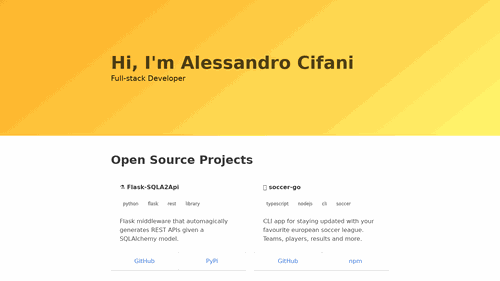 Hi, I'm Alessandro Cifani
Full-stack Developer
Open Source Projects
Flask-SQLA2Api
python flask rest library
Flask middleware that automagically
generates REST APIs given a
SQLAlchemy model.
GitHub PyPI
soccer-go
typescript nodejs cli soccer
CLI app for staying updated with your
favourite european soccer league.
Teams, players, results and more.
GitHub npm